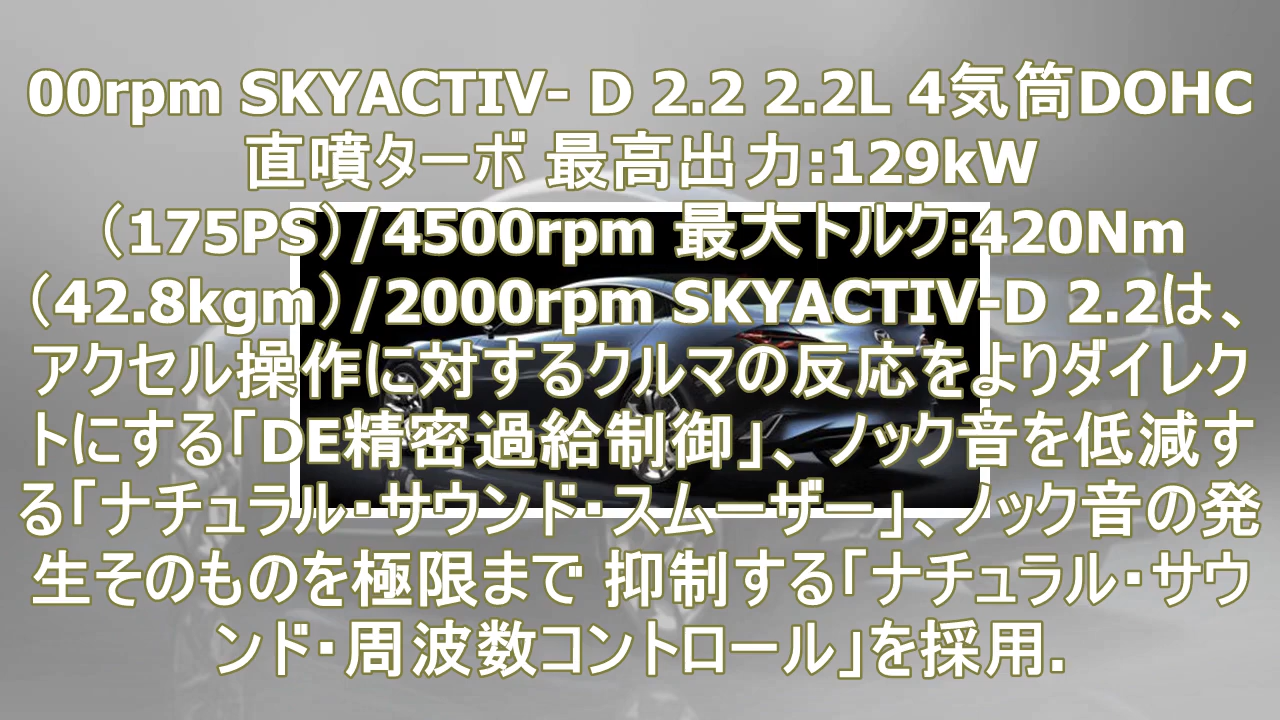 00rpm SKYACTIV- D 2.2 2.2L 4気筒DOHC
直噴ターボ 最高出力:129kW
（175PS）/4500rpm 最大トルク:420Nm
（42.8kgm）/2000rpm SKYACTIV-D 2.2は、
アクセル操作に対するクルマの反応をよりダイレク
トにする「DE精密過給制御」、ノック音を低減す
る「ナチュラル・サウンド・スムーザー」、ノック音の発
生そのものを極限まで 抑制する「ナチュラル・サウ
ンド・周波数コントロール」を採用.